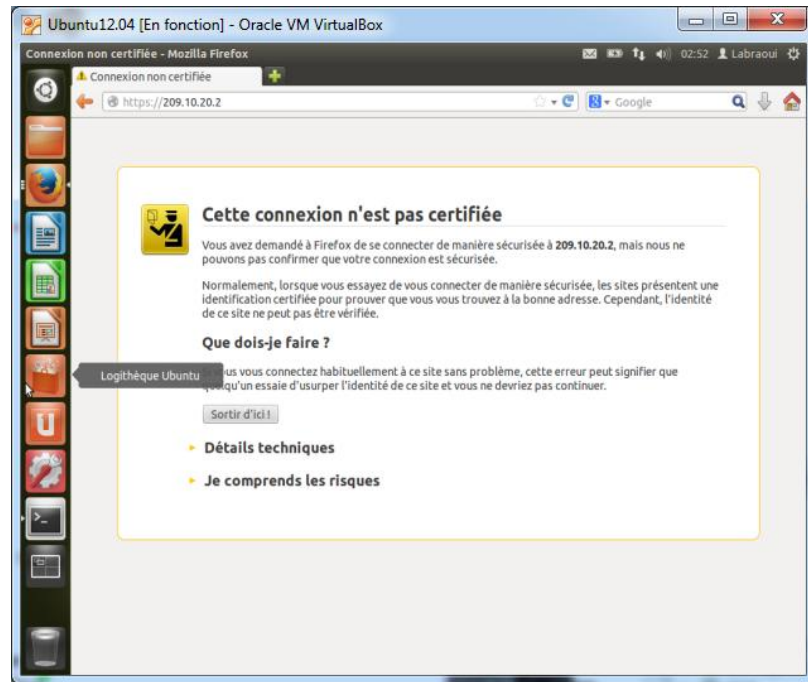 Ubuntu12.04 [En fonction] - Oracle VM VirtualBox
Connexion non certifiée - Mozilla Firefox
02:52 Labraoui
Connexion non certifiée
https://209.10.20.2
Google
Cette connexion n'est pas certifiée
Vous avez demandé à Firefox de se connecter de manière sécurisée à 209.10.20.2, mais nous ne
pouvons pas confirmer que votre connexion est sécurisée.
Normalement, lorsque vous essayez de vous connecter de manière sécurisée, les sites présentent une
identification certifiée pour prouver que vous vous trouvez à la bonne adresse. Cependant, l'identité
de ce site ne peut pas être vérifiée.
Que dois-je faire ?
Logithèque Ubuntu
vous vous connectez habituellement à ce site sans problème, cette erreur peut signifier que
essaie d'usurper l'identité de ce site et vous ne devriez pas continuer.
Sortir d'ici !
Détails techniques
Je comprends les risques